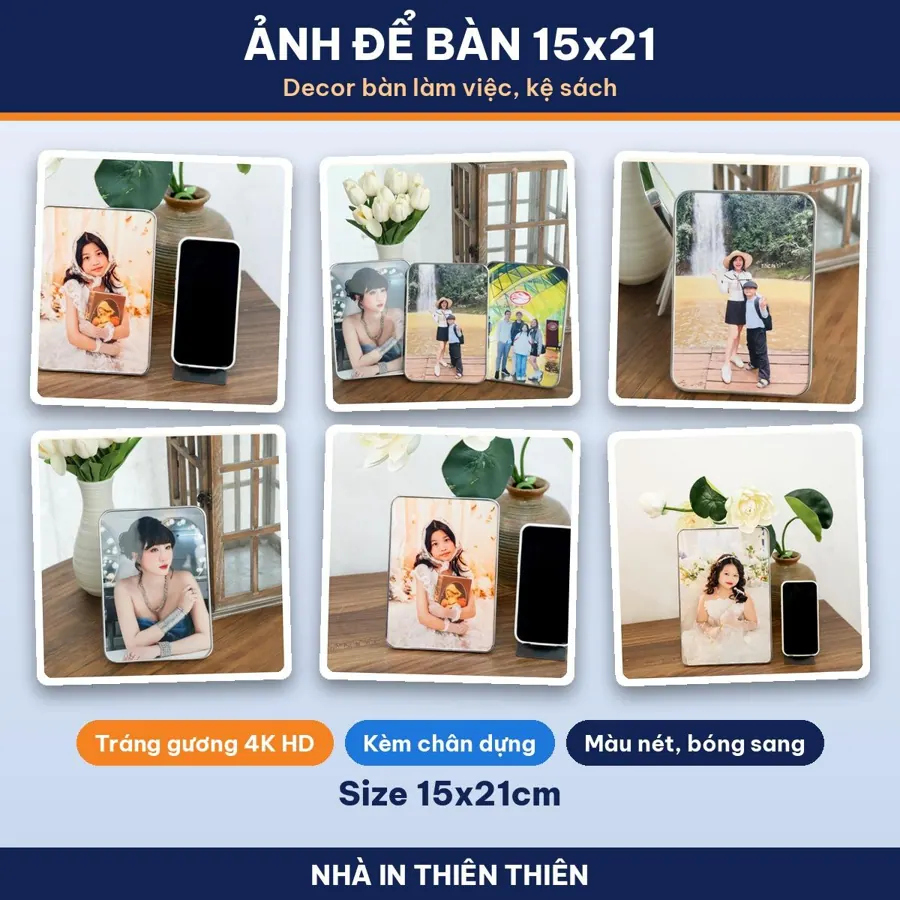 ẢNH ĐỂ BÀN 15x21
Decor bàn làm việc, kệ sách
Tráng gương 4K HD
Kèm chân dựng
Màu nét, bóng sang
Size 15x21cm
NHÀ IN THIÊN THIÊN